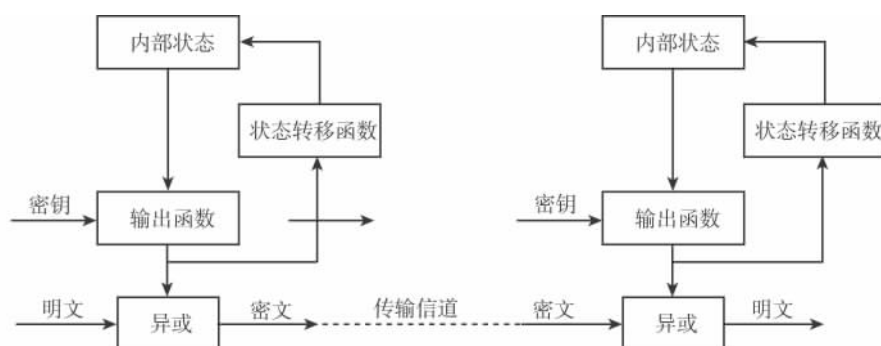 内部状态
内部状态
状态转移函数
状态转移函数
密钥
输出函数
密钥
输出函数
明文
异或
密文
传输信道
密文
异或
明文